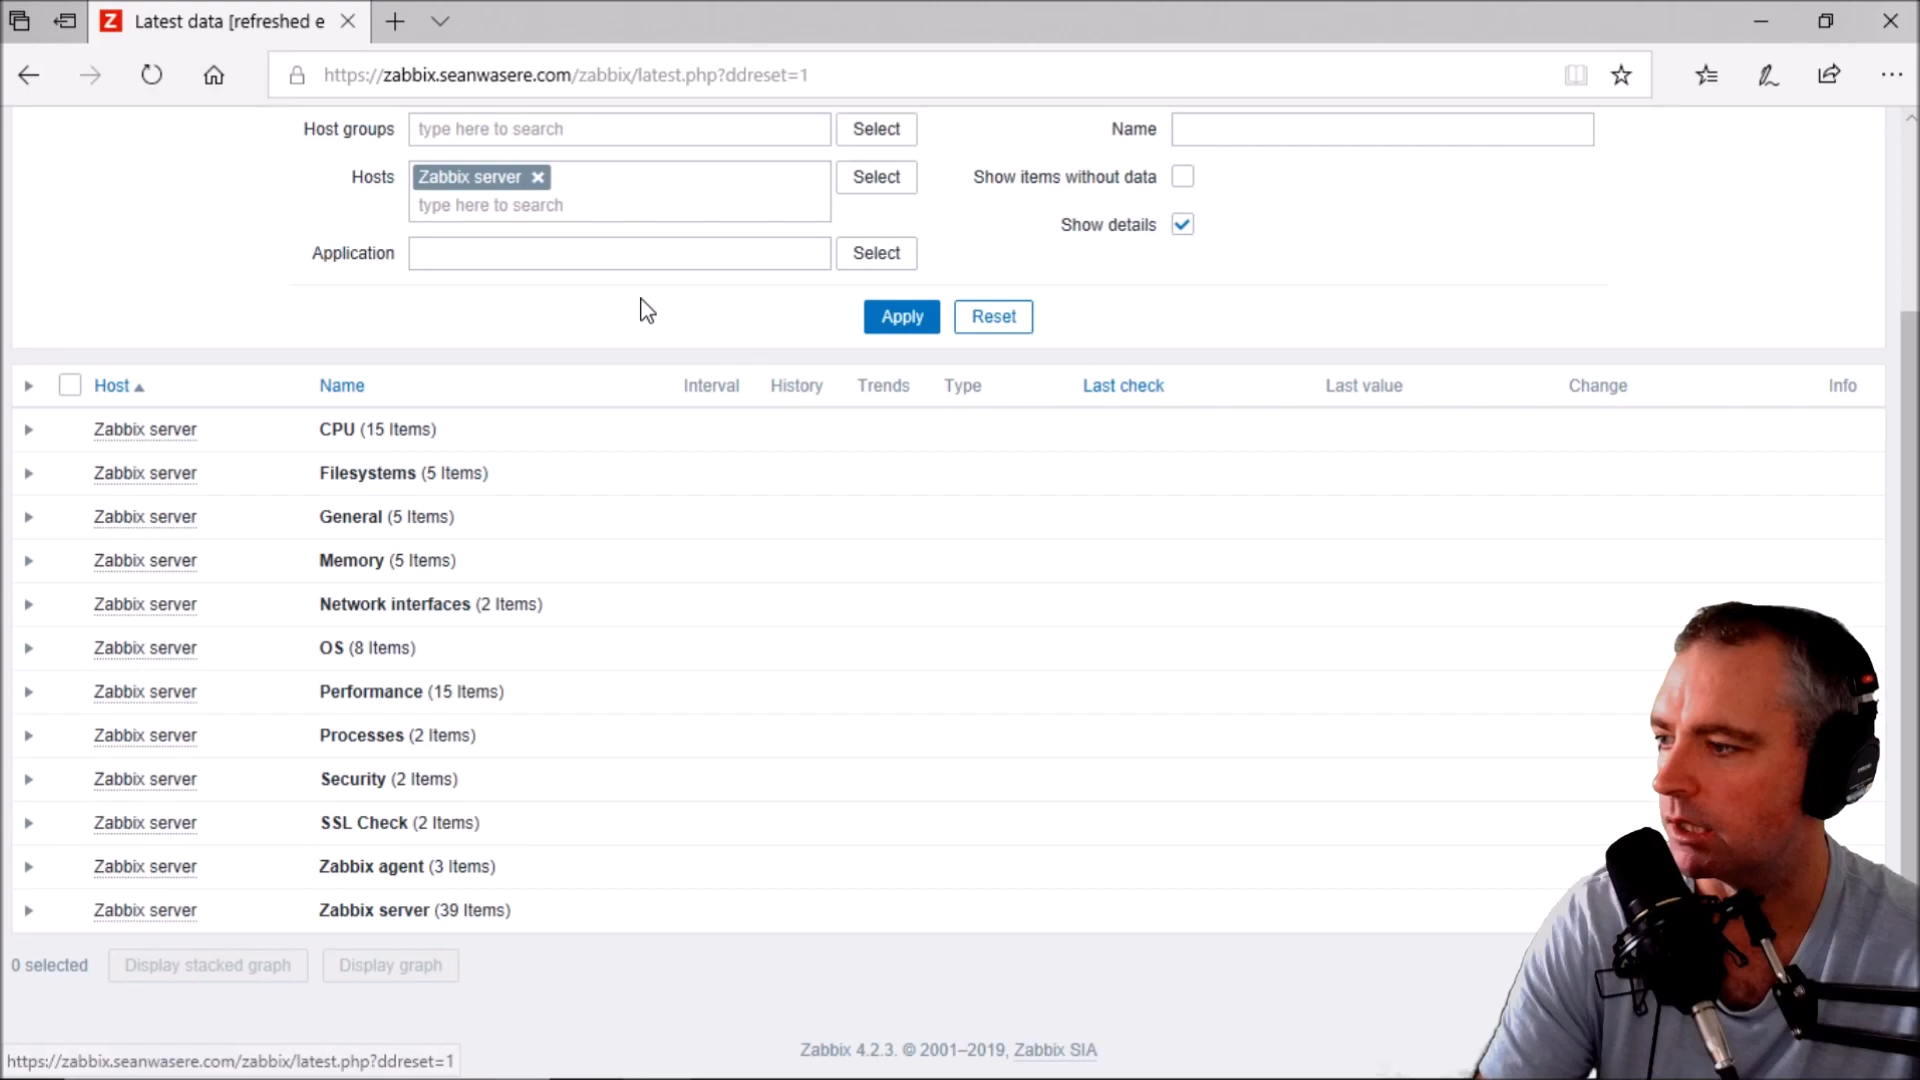 Latest data [refreshed e
https://zabbix.seanwasere.com/zabbix/latest.php?ddreset=1
Host groups type here to search Select Name
Hosts Zabbix server Select Show items without data
type here to search
Show details
Application Select
Apply Reset
Host Name Interval History Trends Type Last check Last value Change Info
Zabbix server CPU (15 Items)
Zabbix server Filesystems (5 Items)
Zabbix server General (5 Items)
Zabbix server Memory (5 Items)
Zabbix server Network interfaces (2 Items)
Zabbix server OS (8 Items)
Zabbix server Performance (15 Items)
Zabbix server Processes (2 Items)
Zabbix server Security (2 Items)
Zabbix server SSL Check (2 Items)
Zabbix server Zabbix agent (3 Items)
Zabbix server Zabbix server (39 Items)
0 selected Display stacked graph Display graph
Zabbix 4.2.3. © 2001–2019, Zabbix SIA
https://zabbix.seanwasere.com/zabbix/latest.php?ddreset=1